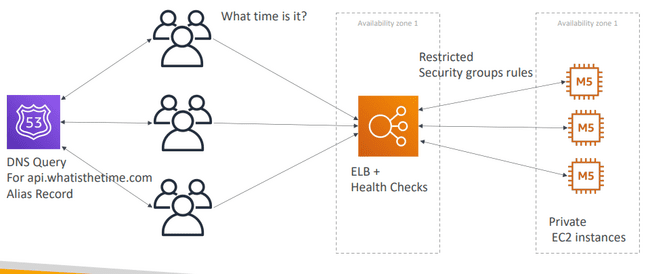 What time is it?
Availability zone 1
Availability zone 1
Restricted
Security groups rules
M5
53
M5
DNS Query
For api.whatisthetime.com
Alias Record
ELB +
Health Checks
M5
Private
EC2 instances